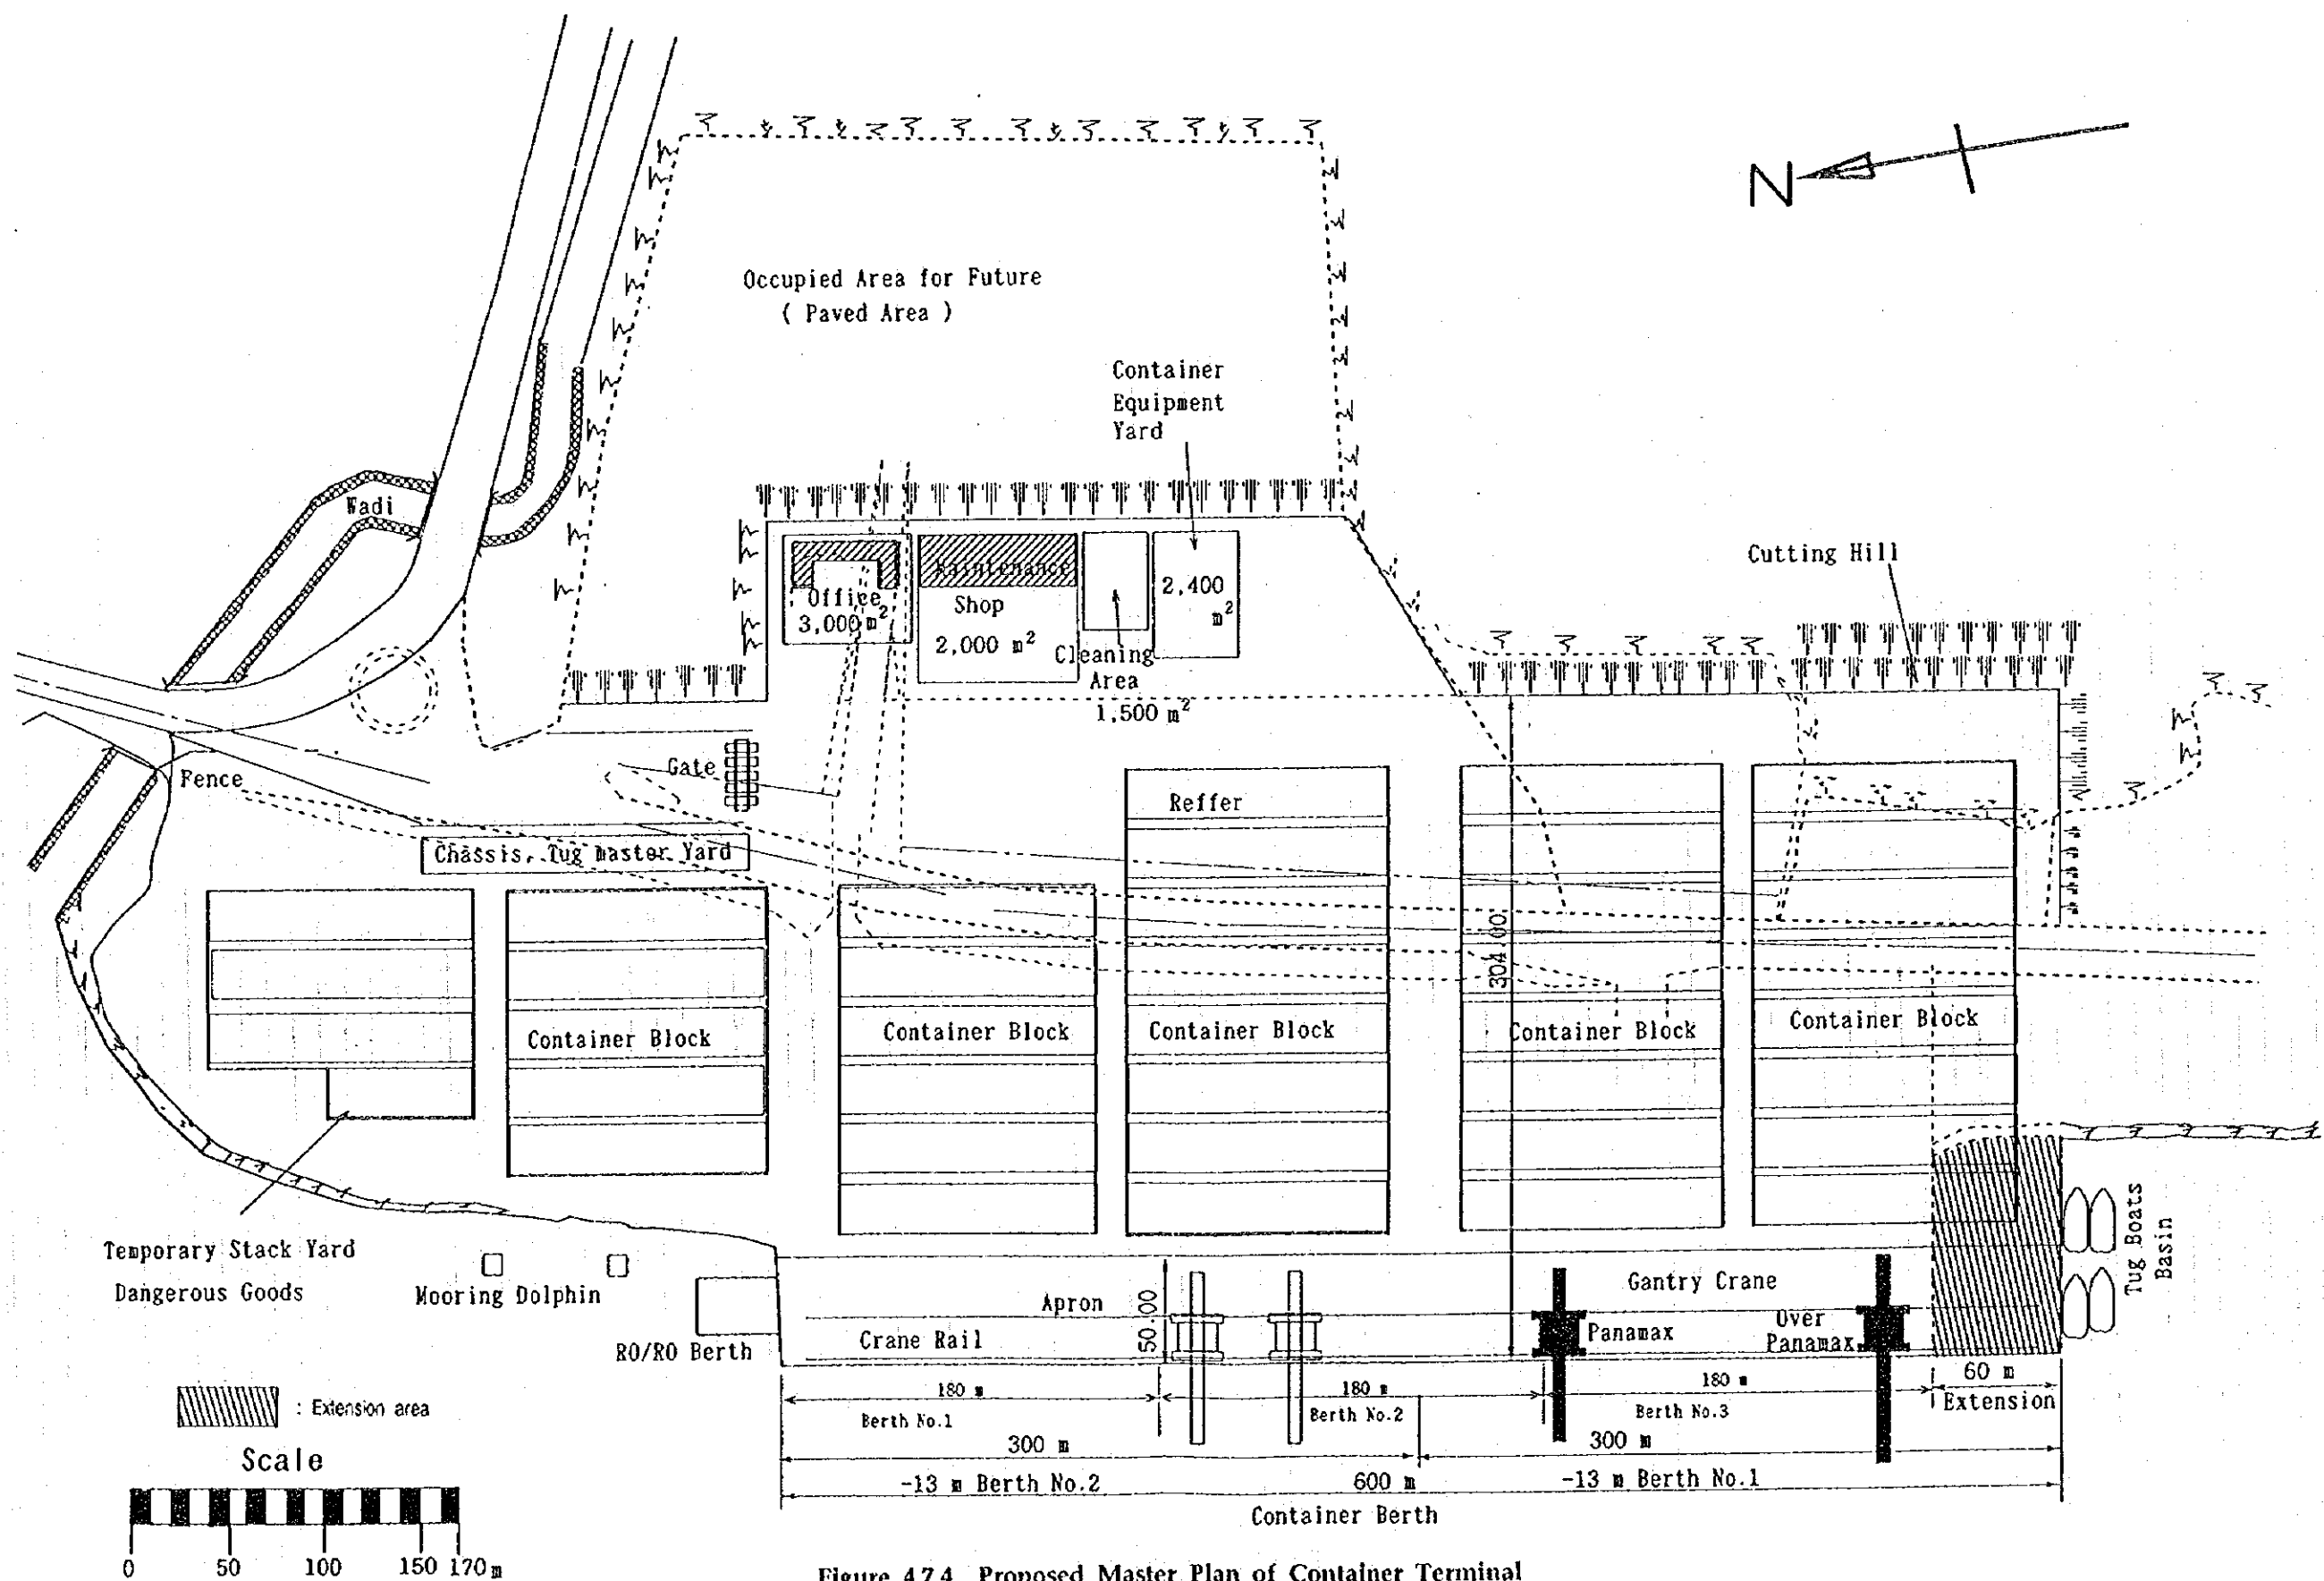 N
Occupied Area for Future
( Paved Area )
Container
Equipment
Yard
Wadi
Cutting Hill
Maintenance
Office
3,000 m²
Shop
2,000 m²
2,400
m²
Cleaning
Area
1,500 m²
Gate
Fence
Reffer
Chassis, Tug master Yard
304.00
Container Block
Container Block
Container Block
Container Block
Container Block
Temporary Stack Yard
Dangerous Goods
Mooring Dolphin
RO/RO Berth
Apron
50.00
Crane Rail
Gantry Crane
Panamax
Over
Panamax
Tug Boats
Basin
180 m
180 m
180 m
60 m
Extension
Berth No.1
Berth No.2
Berth No.3
300 m
300 m
-13 m Berth No.2
600 m
-13 m Berth No.1
Container Berth
: Extension area
Scale
0 50 100 150 170m
Figure 4.7.4 Proposed Master Plan of Container Terminal